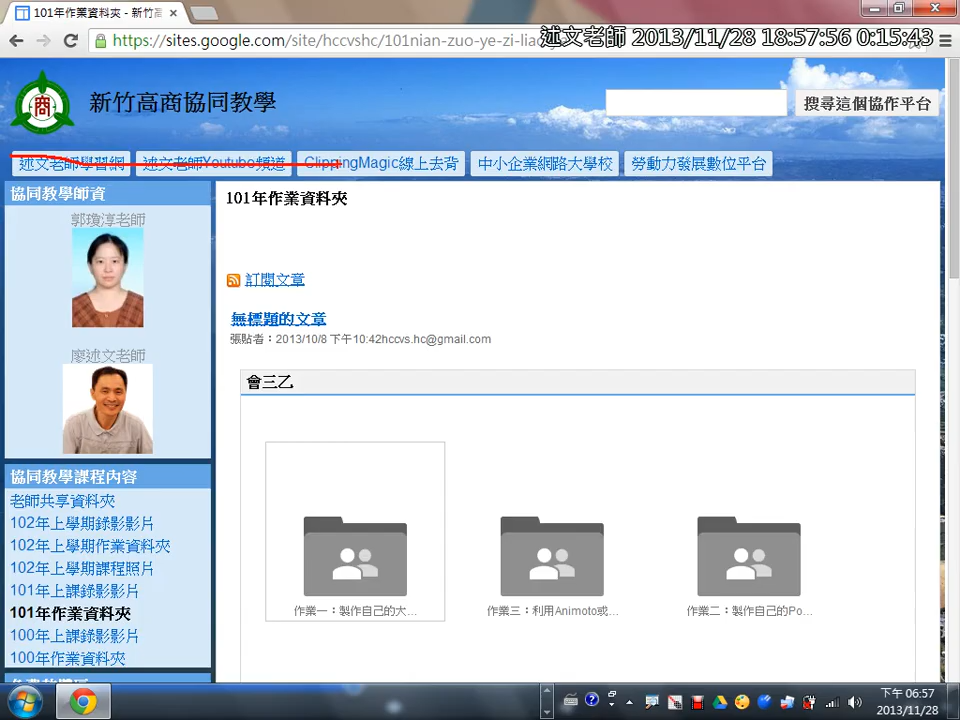 101年作業資料夾 - 新竹高
https://sites.google.com/site/hccvshc/101nian-zuo-ye-zi-liao
述文老師 2013/11/28 18:57:56 0:15:43
新竹高商協同教學
搜尋這個協作平台
商
述文老師學習網 述文老師Youtubo頻道 ClippingMagic線上去背 中小企業網路大學校 勞動力發展數位平台
協同教學師資
郭瓊淳老師
廖述文老師
協同教學課程內容
老師共享資料夾
102年上學期錄影影片
102年上學期作業資料夾
102年上學期課程照片
101年上課錄影影片
101年作業資料夾
100年上課錄影影片
100年作業資料夾
101年作業資料夾
訂閱文章
無標題的文章
張貼者：2013/10/8 下午10:42hccvs.hc@gmail.com
會三乙
作業一：製作自己的大...
作業三：利用Animoto或...
作業二：製作自己的Po...
下午 06:57
2013/11/28